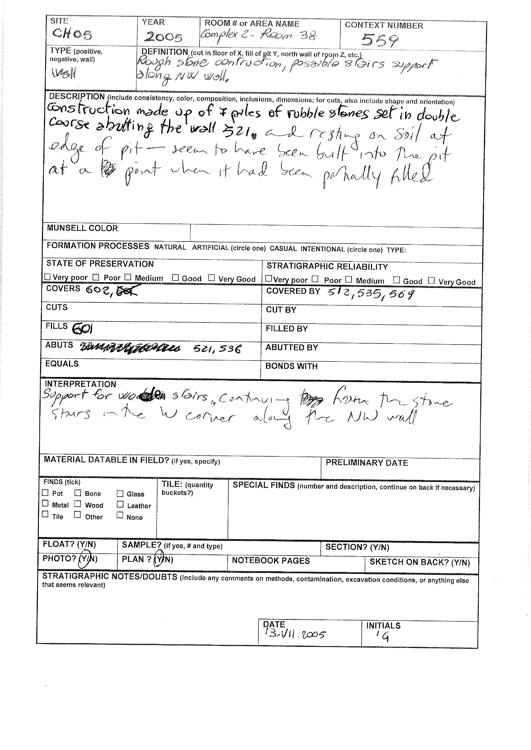 SITE YEAR ROOM # or AREA NAME CONTEXT NUMBER
CH05 2005 Complex 2- Room 38 559
TYPE (positive, negative, wall) DEFINITION (cut in floor of X, fill of pit Y, north wall of room Z, etc.)
Wall Rough stone contruction, possible stairs support
along NW wall.
DESCRIPTION (include consistency, color, composition, inclusions, dimensions; for cuts, also include shape and orientation)
Construction made up of 7 piles of rubble stones set in double
course abutting the wall 521, and resting on soil at
edge of pit — seem to have been built into the pit
at a point when it had been partially filled
MUNSELL COLOR
FORMATION PROCESSES NATURAL ARTIFICIAL (circle one) CASUAL INTENTIONAL (circle one) TYPE:
STATE OF PRESERVATION STRATIGRAPHIC RELIABILITY
Very poor Poor Medium Good Very Good Very poor Poor Medium Good Very Good
COVERS 602, COVERED BY 512, 535, 569
CUTS CUT BY
FILLS 601 FILLED BY
ABUTS 521, 536 ABUTTED BY
EQUALS BONDS WITH
INTERPRETATION
Support for wooden stairs, continuing from the stone
stairs in the W corner along the NW wall
MATERIAL DATABLE IN FIELD? (if yes, specify) PRELIMINARY DATE
FINDS (tick) TILE: (quantity buckets?) SPECIAL FINDS (number and description, continue on back if necessary)
Pot Bone Glass
Metal Wood Leather
Tile Other None
FLOAT? (Y/N) SAMPLE? (if yes, # and type) SECTION? (Y/N)
PHOTO? (Y/N) PLAN ? (Y/N) NOTEBOOK PAGES SKETCH ON BACK? (Y/N)
STRATIGRAPHIC NOTES/DOUBTS (Include any comments on methods, contamination, excavation conditions, or anything else
that seems relevant)
DATE INITIALS
13.VII.2005